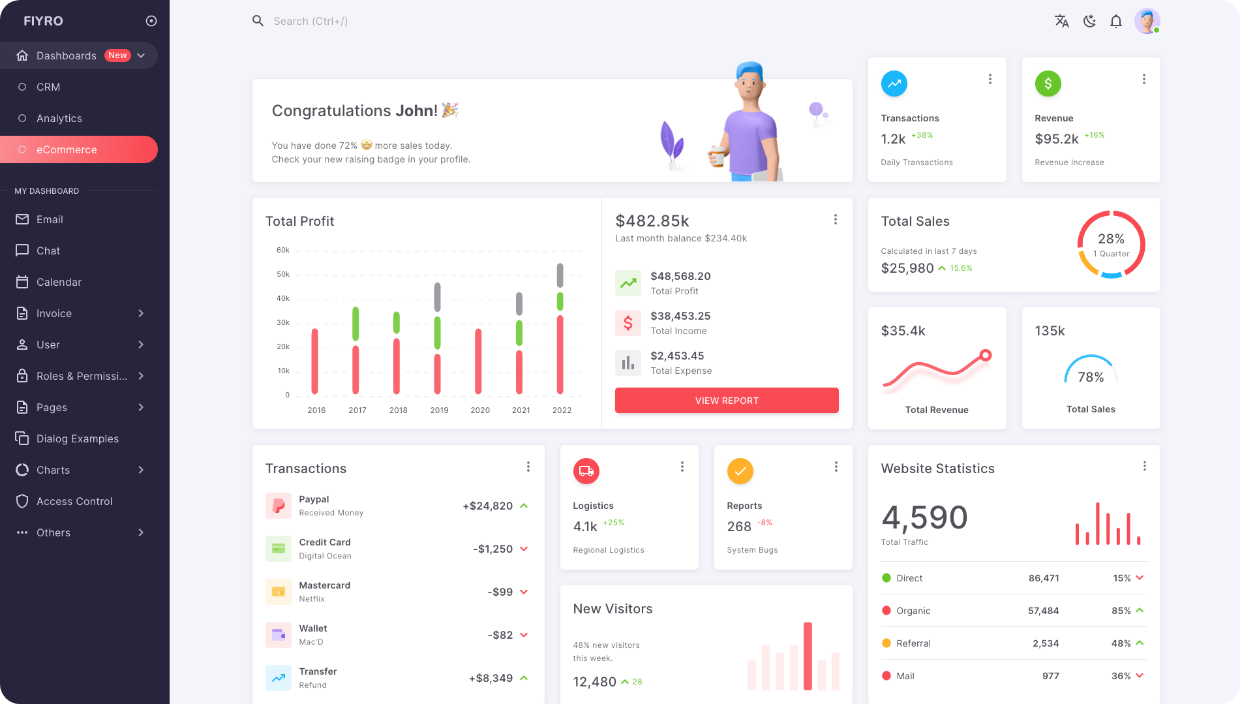 FIYRO
Dashboards New
CRM
Analytics
eCommerce
MY DASHBOARD
Email
Chat
Calendar
Invoice
User
Roles & Permissi...
Pages
Dialog Examples
Charts
Access Control
Others
Search (Ctrl+/)
Congratulations John! 🎉
You have done 72% 🤩 more sales today.
Check your new raising badge in your profile.
Transactions
1.2k +38%
Daily Transactions
$
Revenue
$95.2k +16%
Revenue Increase
Total Profit
60k
50k
40k
30k
20k
10k
0
2016 2017 2018 2019 2020 2021 2022
$482.85k
Last month balance $234.40k
$48,568.20
Total Profit
$
$38,453.25
Total Income
$2,453.45
Total Expense
VIEW REPORT
Total Sales
Calculated in last 7 days
$25,980 15.6%
28%
1 Quarter
$35.4k
Total Revenue
135k
78%
Total Sales
Transactions
Paypal
Received Money
+$24,820
Credit Card
Digital Ocean
-$1,250
Mastercard
Netflix
-$99
Wallet
Mac'D
-$82
Transfer
Refund
+$8,349
Logistics
4.1k +25%
Regional Logistics
Reports
268 -8%
System Bugs
New Visitors
48% new visitors
this week.
12,480 28
Website Statistics
4,590
Total Traffic
Direct 86,471 15%
Organic 57,484 85%
Referral 2,534 48%
Mail 977 36%